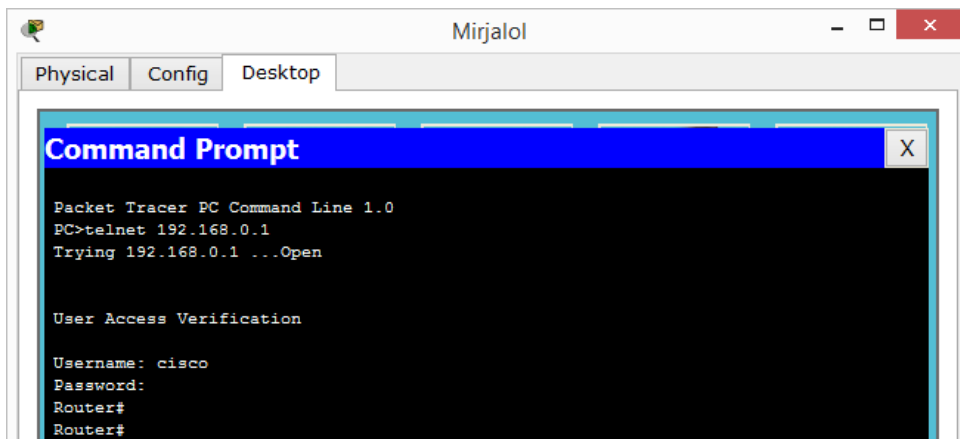 Mirjalol
Physical Config Desktop
Command Prompt X
Packet Tracer PC Command Line 1.0
PC>telnet 192.168.0.1
Trying 192.168.0.1 ...Open
User Access Verification
Username: cisco
Password:
Router#
Router#